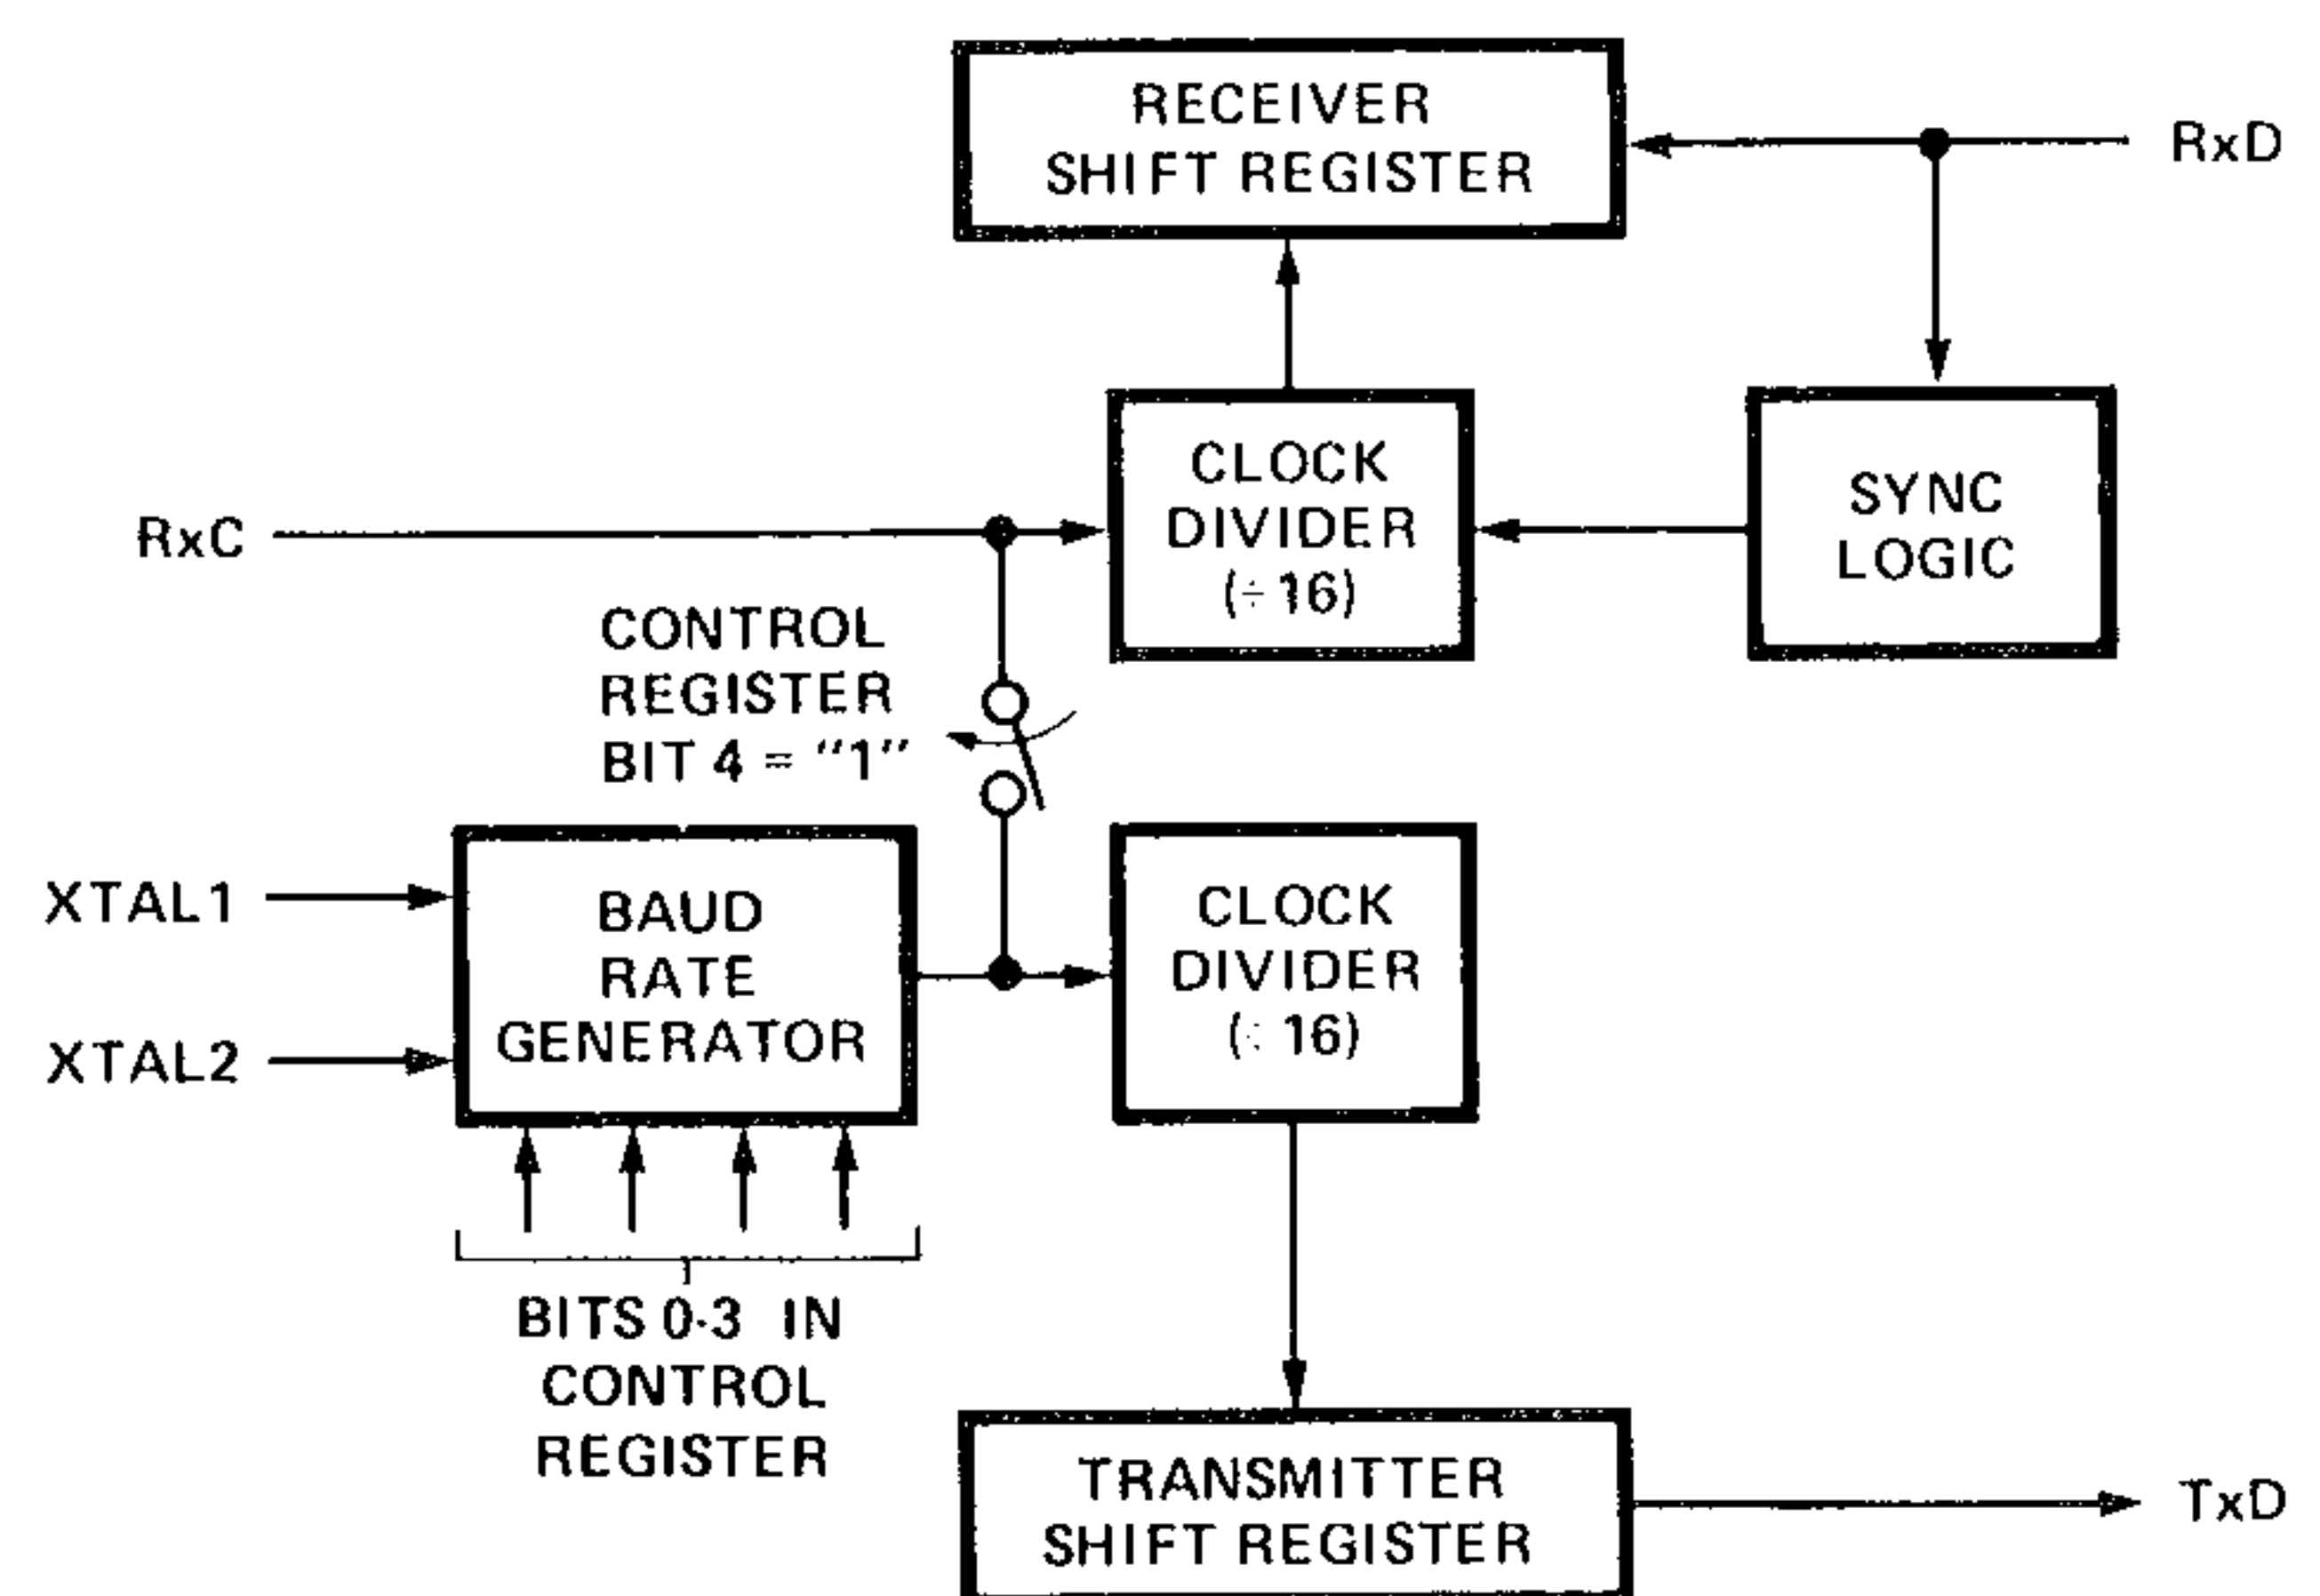 RECEIVER
SHIFT REGISTER
RxD
CLOCK
DIVIDER
(÷16)
SYNC
LOGIC
RxC
CONTROL
REGISTER
BIT 4 = "1"
XTAL1
XTAL2
BAUD
RATE
GENERATOR
CLOCK
DIVIDER
(÷16)
BITS 0-3 IN
CONTROL
REGISTER
TRANSMITTER
SHIFT REGISTER
TxD